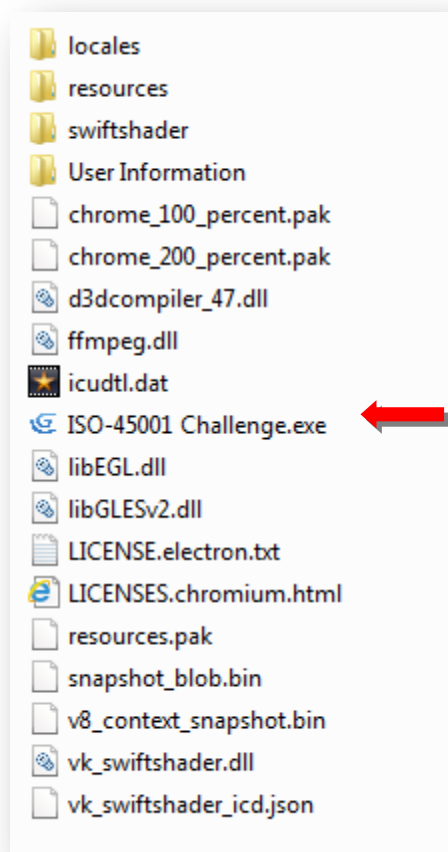 locales
resources
swiftshader
User Information
chrome_100_percent.pak
chrome_200_percent.pak
d3dcompiler_47.dll
ffmpeg.dll
icudtl.dat
ISO-45001 Challenge.exe
libEGL.dll
libGLESv2.dll
LICENSE.electron.txt
LICENSES.chromium.html
resources.pak
snapshot_blob.bin
v8_context_snapshot.bin
vk_swiftshader.dll
vk_swiftshader_icd.json